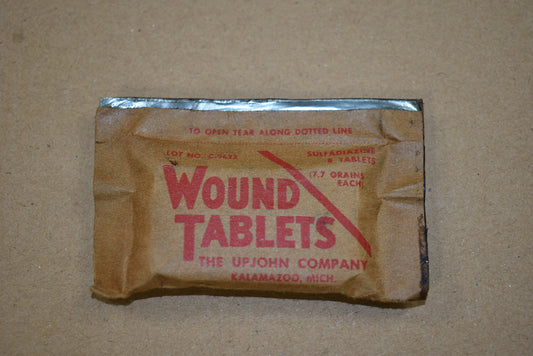 TO OPEN TEAR ALONG DOTTED LINE
LOT NO. C-9422
SULFADIAZINE
8 TABLETS
(7.7 GRAINS
EACH)
WOUND
TABLETS
THE UPJOHN COMPANY
KALAMAZOO, MICH.